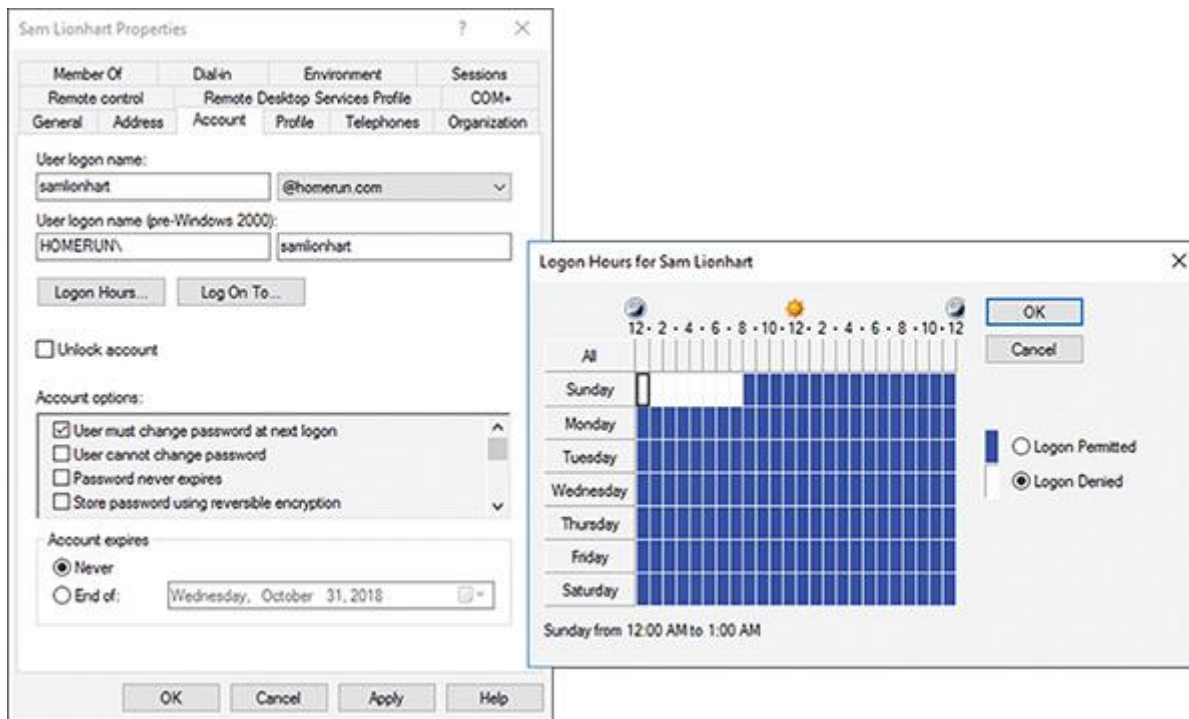 Sam Lionhart Properties ?
Member Of Dial-in Environment Sessions
Remote control Remote Desktop Services Profile COM+
General Address Account Profile Telephones Organization
User logon name:
samlionhart @homerun.com
User logon name (pre-Windows 2000):
HOMERUN\ samlionhart
Logon Hours... Log On To...
Unlock account
Account options:
User must change password at next logon
User cannot change password
Password never expires
Store password using reversible encryption
Account expires
Never
End of: Wednesday, October 31, 2018
OK Cancel Apply Help
Logon Hours for Sam Lionhart
12 · 2 · 4 · 6 · 8 · 10 · 12 · 2 · 4 · 6 · 8 · 10 · 12
All
Sunday
Monday
Tuesday
Wednesday
Thursday
Friday
Saturday
Sunday from 12:00 AM to 1:00 AM
OK
Cancel
Logon Permitted
Logon Denied